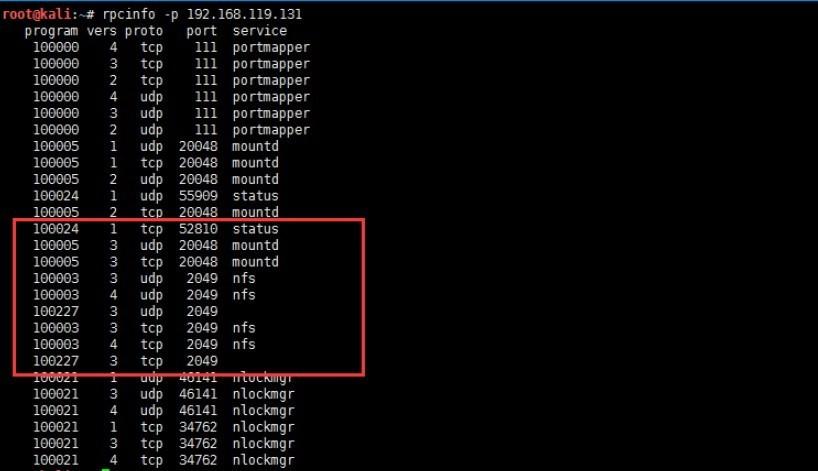 root@kali:~# rpcinfo -p 192.168.119.131
program vers proto port service
100000 4 tcp 111 portmapper
100000 3 tcp 111 portmapper
100000 2 tcp 111 portmapper
100000 4 udp 111 portmapper
100000 3 udp 111 portmapper
100000 2 udp 111 portmapper
100005 1 udp 20048 mountd
100005 1 tcp 20048 mountd
100005 2 udp 20048 mountd
100024 1 udp 55909 status
100005 2 tcp 20048 mountd
100024 1 tcp 52810 status
100005 3 udp 20048 mountd
100005 3 tcp 20048 mountd
100003 3 udp 2049 nfs
100003 4 udp 2049 nfs
100227 3 udp 2049
100003 3 tcp 2049 nfs
100003 4 tcp 2049 nfs
100227 3 tcp 2049
100021 1 udp 46141 nlockmgr
100021 3 udp 46141 nlockmgr
100021 4 udp 46141 nlockmgr
100021 1 tcp 34762 nlockmgr
100021 3 tcp 34762 nlockmgr
100021 4 tcp 34762 nlockmgr